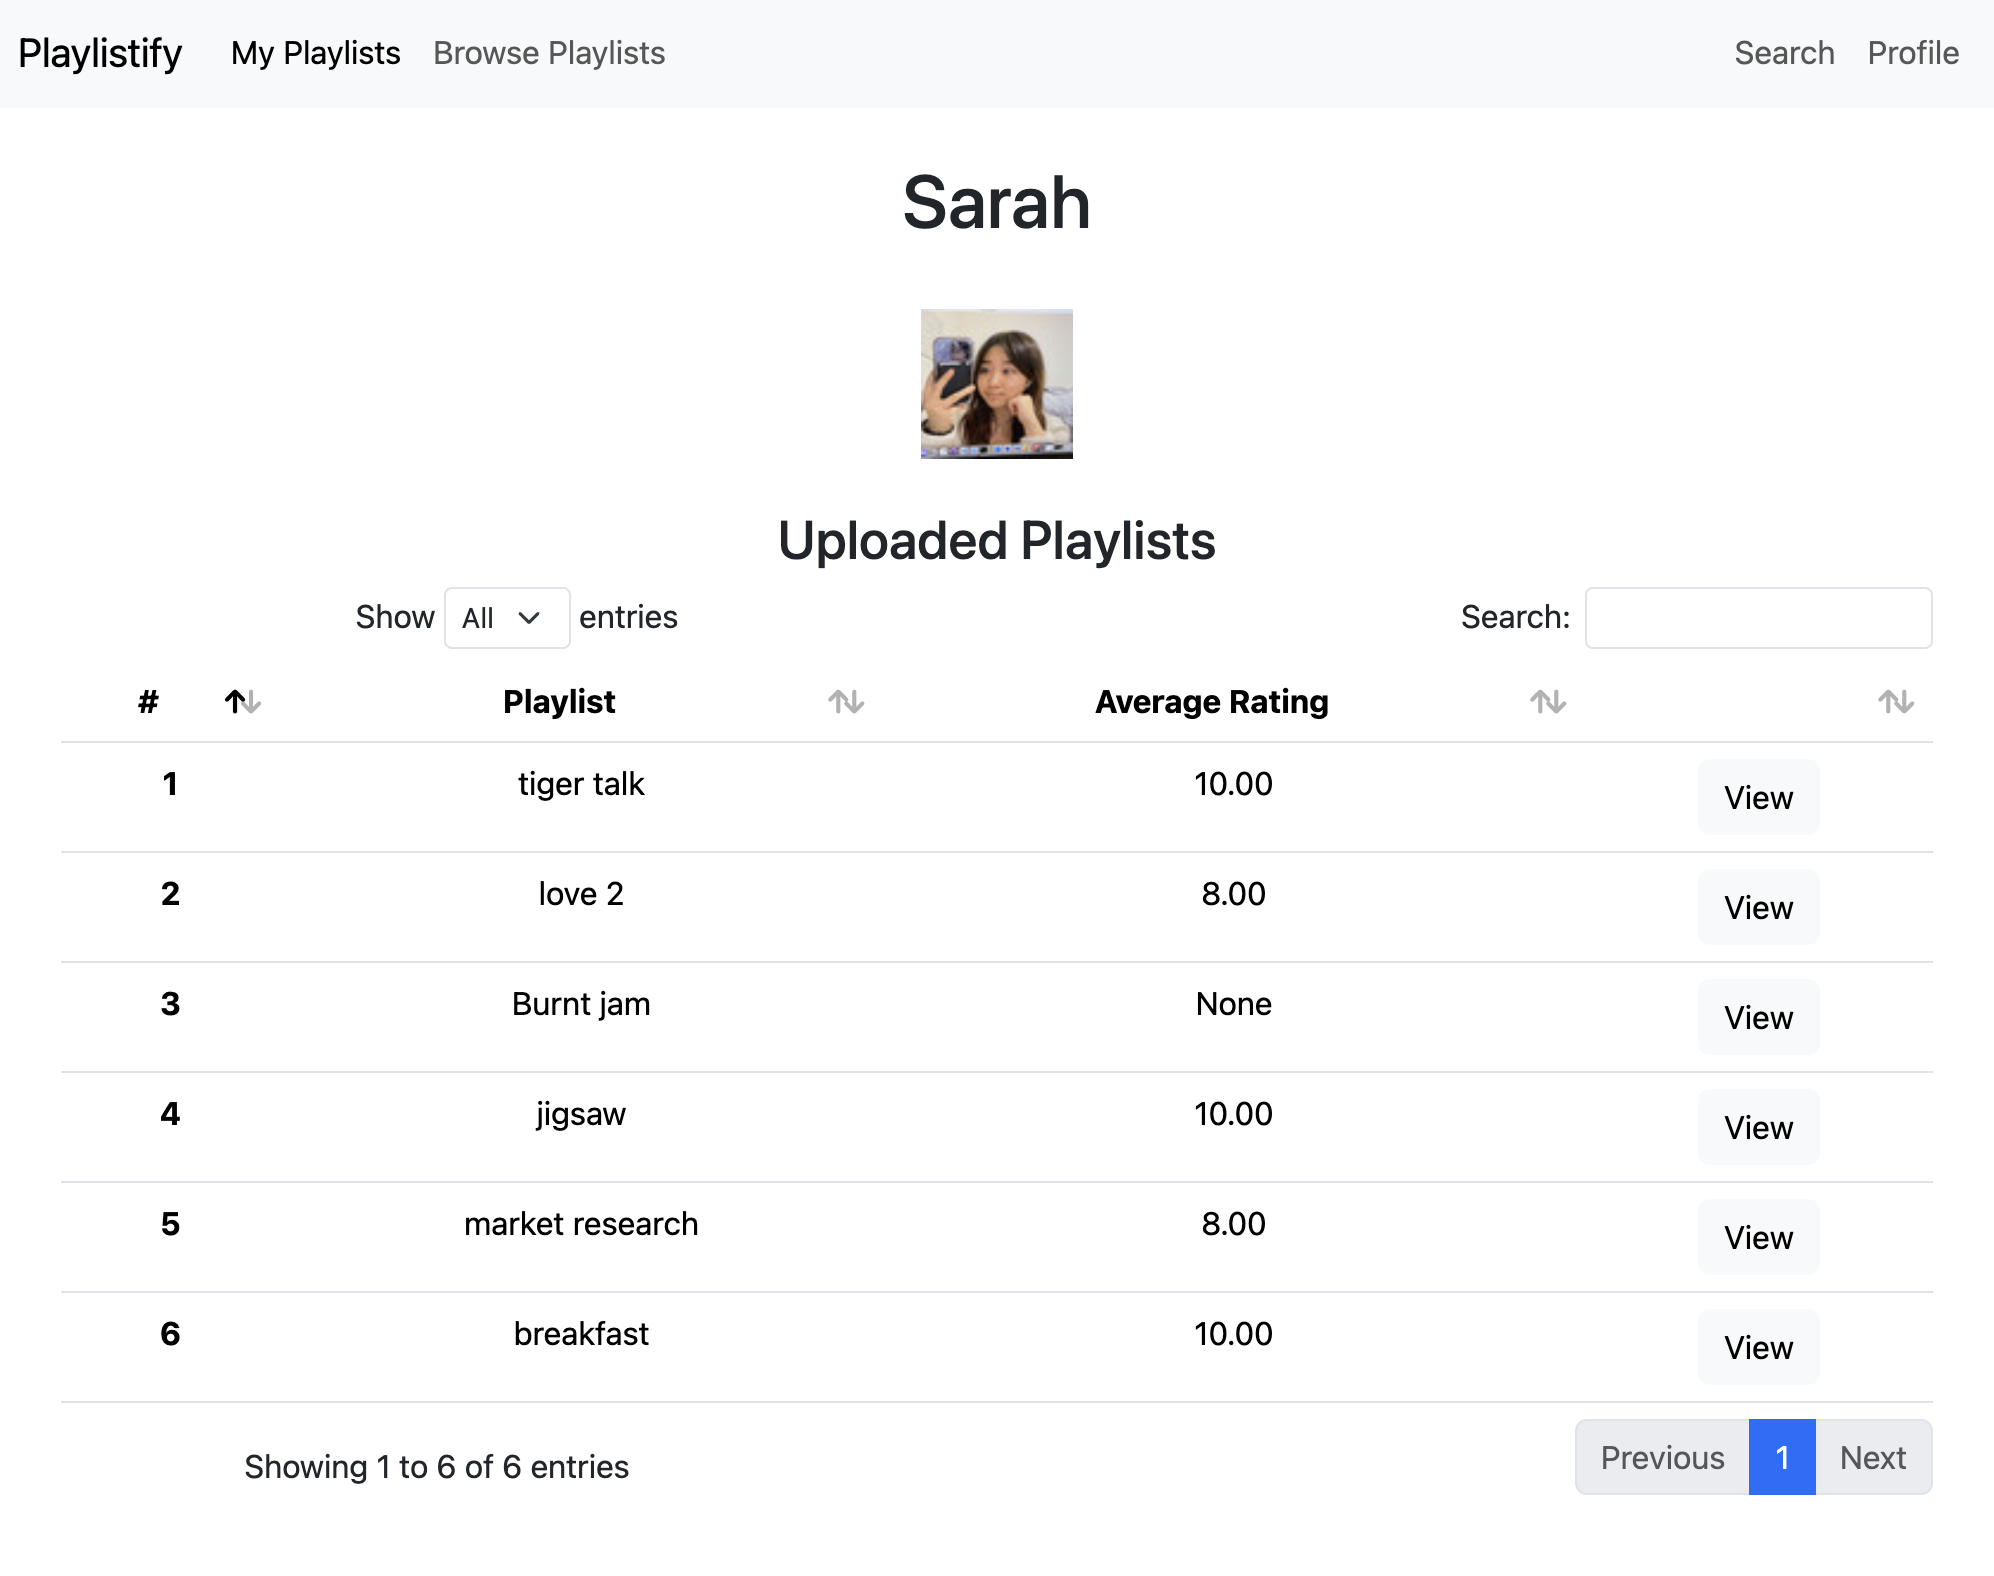 Playlistify My Playlists Browse Playlists Search Profile
Sarah
Uploaded Playlists
Show All entries Search:
# Playlist Average Rating
1 tiger talk 10.00 View
2 love 2 8.00 View
3 Burnt jam None View
4 jigsaw 10.00 View
5 market research 8.00 View
6 breakfast 10.00 View
Showing 1 to 6 of 6 entries Previous 1 Next